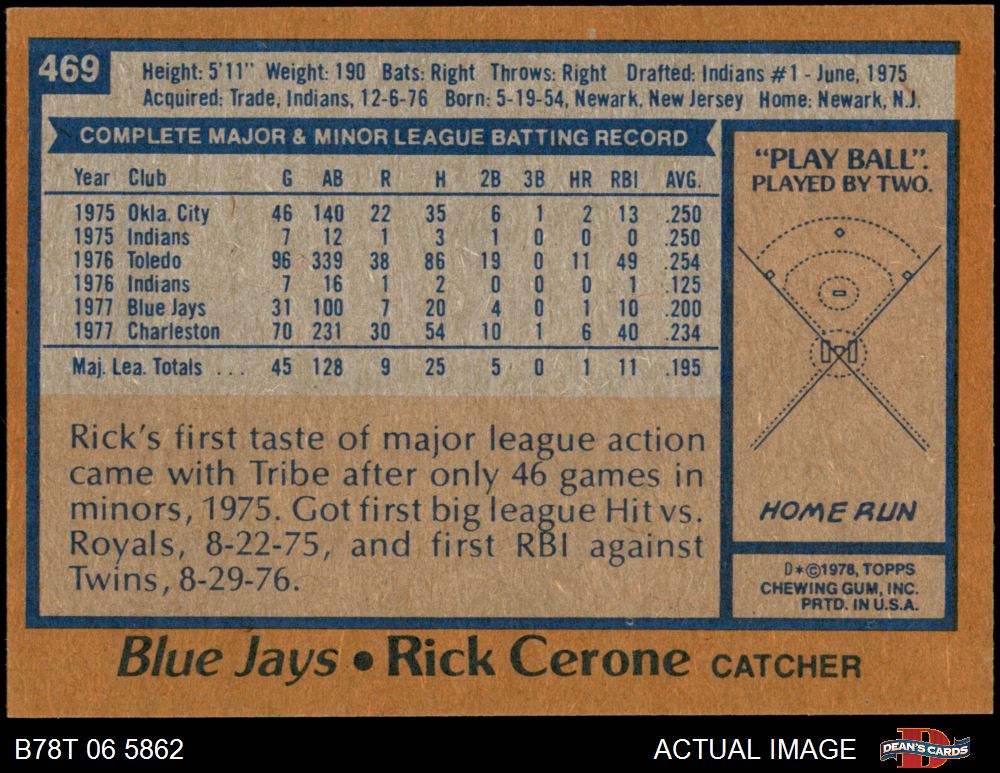 469
Height: 5'11" Weight: 190 Bats: Right Throws: Right Drafted: Indians #1 - June, 1975
Acquired: Trade, Indians, 12-6-76 Born: 5-19-54, Newark, New Jersey Home: Newark, N.J.
COMPLETE MAJOR & MINOR LEAGUE BATTING RECORD
Year Club G AB R H 2B 3B HR RBI AVG.
1975 Okla. City 46 140 22 35 6 1 2 13 .250
1975 Indians 7 12 1 3 1 0 0 0 .250
1976 Toledo 96 339 38 86 19 0 11 49 .254
1976 Indians 7 16 1 2 0 0 0 1 .125
1977 Blue Jays 31 100 7 20 4 0 1 10 .200
1977 Charleston 70 231 30 54 10 1 6 40 .234
Maj. Lea. Totals ... 45 128 9 25 5 0 1 11 .195
Rick's first taste of major league action
came with Tribe after only 46 games in
minors, 1975. Got first big league Hit vs.
Royals, 8-22-75, and first RBI against
Twins, 8-29-76.
"PLAY BALL".
PLAYED BY TWO.
HOME RUN
D*©1978, TOPPS
CHEWING GUM, INC.
PRTD. IN U.S.A.
Blue Jays • Rick Cerone CATCHER
B78T 06 5862 ACTUAL IMAGE
DEAN'S CARDS